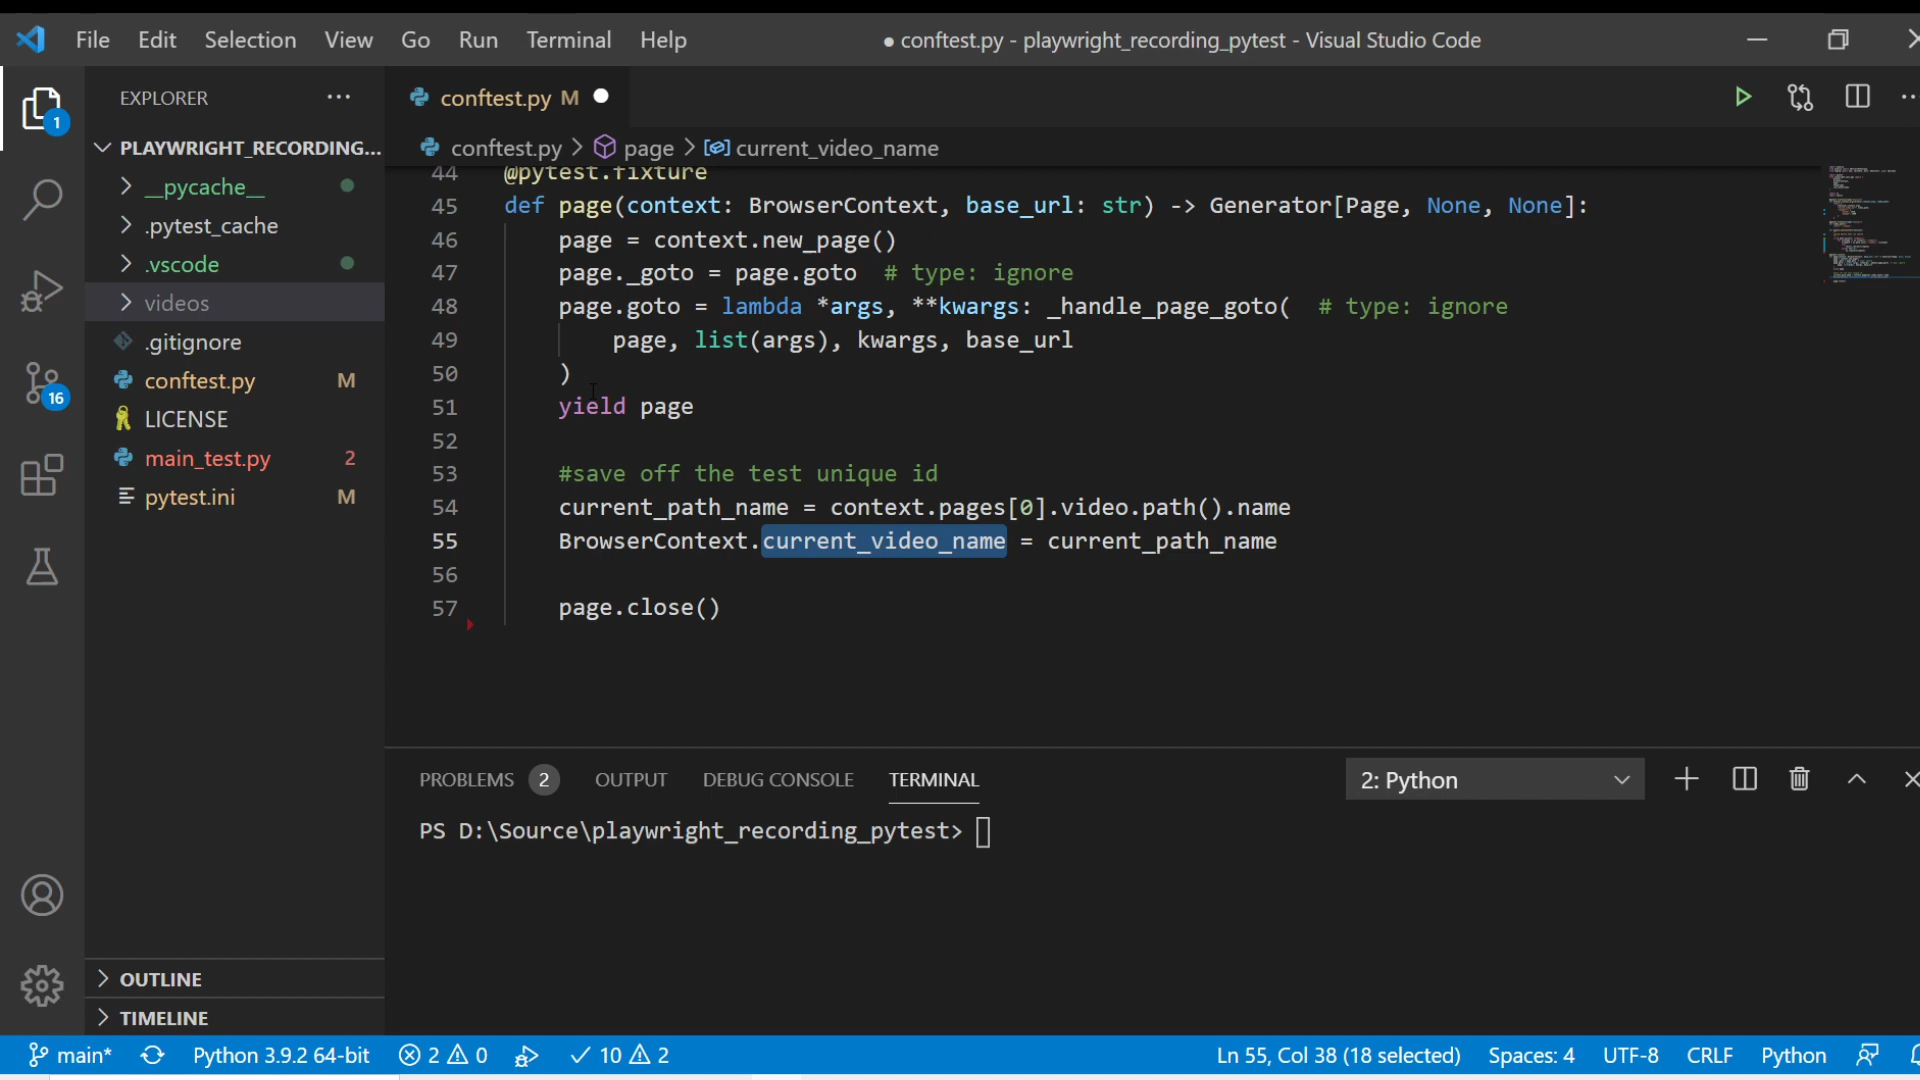 File Edit Selection View Go Run Terminal Help ● conftest.py - playwright_recording_pytest - Visual Studio Code
EXPLORER ···
1
PLAYWRIGHT_RECORDING...
__pycache__
.pytest_cache
.vscode
videos
.gitignore
conftest.py M
LICENSE
main_test.py 2
pytest.ini M
16
OUTLINE
TIMELINE
conftest.py M
conftest.py > page > current_video_name
44 @pytest.fixture
45 def page(context: BrowserContext, base_url: str) -> Generator[Page, None, None]:
46 page = context.new_page()
47 page._goto = page.goto # type: ignore
48 page.goto = lambda *args, **kwargs: _handle_page_goto( # type: ignore
49 page, list(args), kwargs, base_url
50 )
51 yield page
52
53 #save off the test unique id
54 current_path_name = context.pages[0].video.path().name
55 BrowserContext.current_video_name = current_path_name
56
57 page.close()
PROBLEMS 2 OUTPUT DEBUG CONSOLE TERMINAL 2: Python
PS D:\Source\playwright_recording_pytest>
main* Python 3.9.2 64-bit 2 0 10 2 Ln 55, Col 38 (18 selected) Spaces: 4 UTF-8 CRLF Python